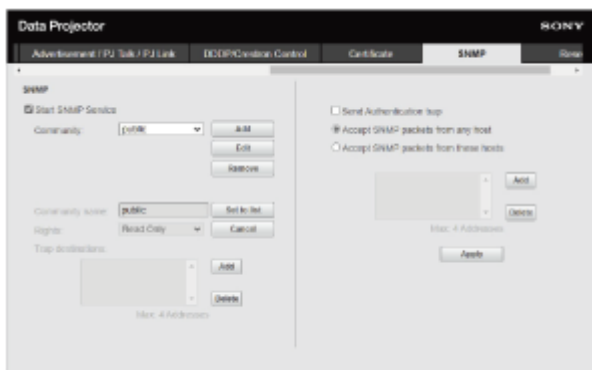 Data Projector
SONY
Advertisement / PJ Talk / PJ Link
DDDP/Crestron Control
Certificate
SNMP
Rese
SNMP
Start SNMP Service
Community:
public
Add
Edit
Remove
Community name:
public
Set to list
Rights:
Read Only
Cancel
Trap destinations:
Add
Delete
Max. 4 Addresses
Send Authentication trap
Accept SNMP packets from any host
Accept SNMP packets from these hosts
Add
Delete
Max. 4 Addresses
Apply